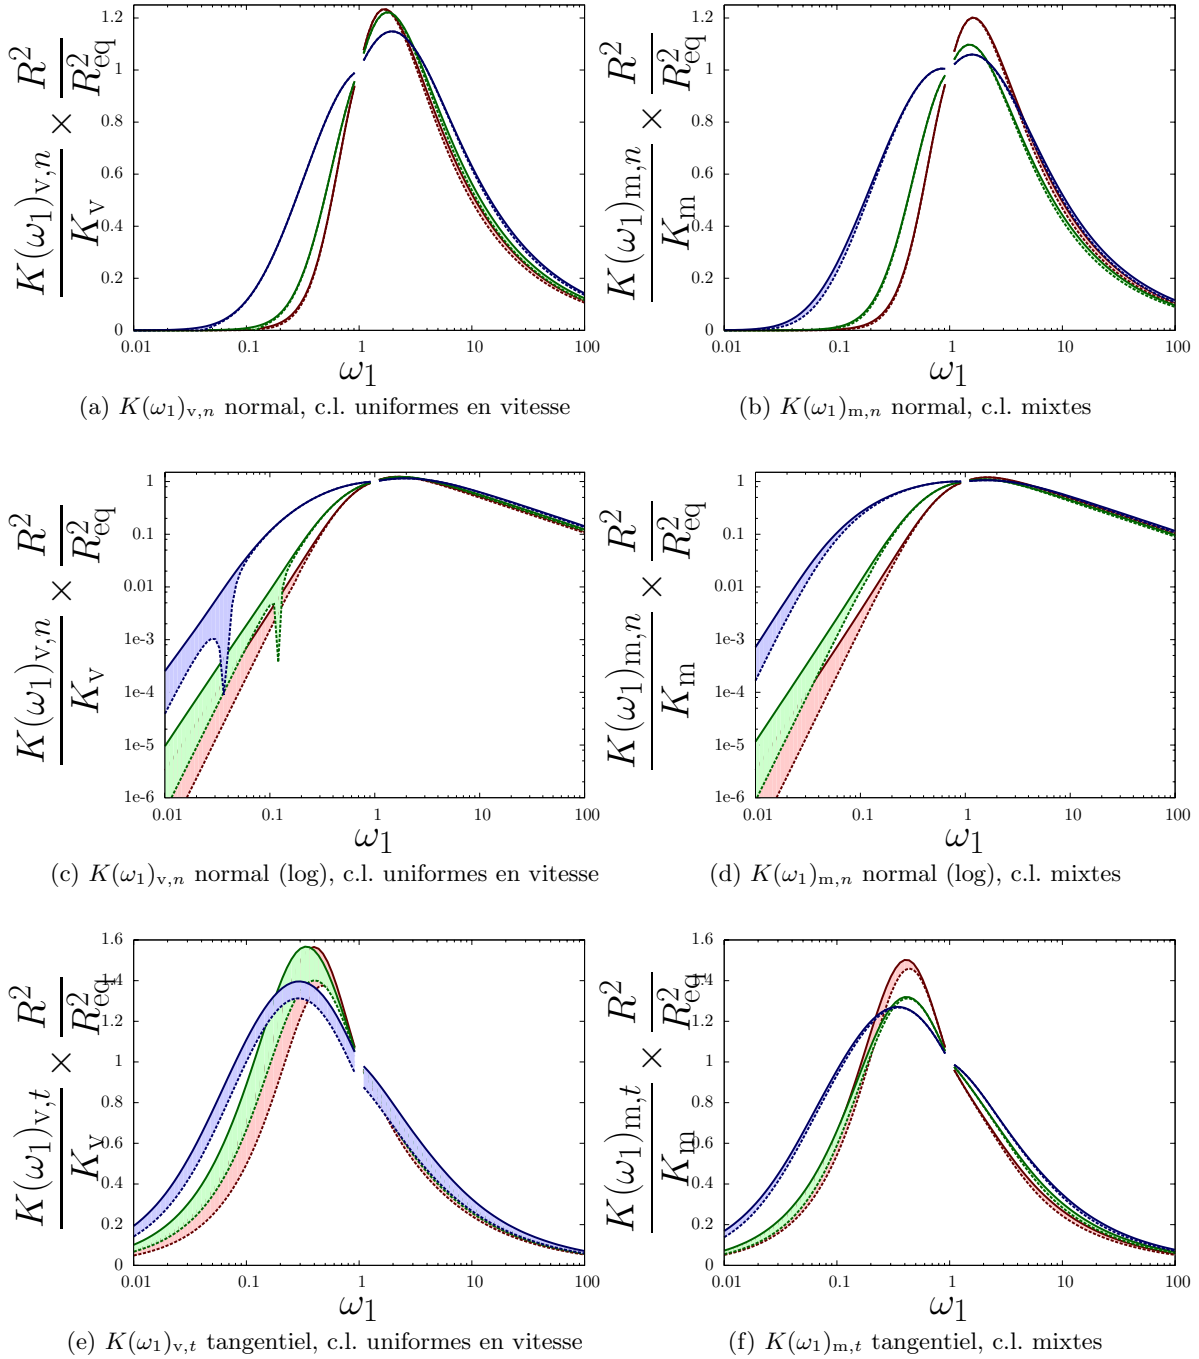 1.2
1
0.8
0.6
0.4
0.2
0
0.01 0.1 1 10 100
K(ω1)v,n / Kv × R² / R²eq
ω1
(a) K(ω1)v,n normal, c.l. uniformes en vitesse
1.2
1
0.8
0.6
0.4
0.2
0
0.01 0.1 1 10 100
K(ω1)m,n / Km × R² / R²eq
ω1
(b) K(ω1)m,n normal, c.l. mixtes
1
0.1
0.01
1e-3
1e-4
1e-5
1e-6
0.01 0.1 1 10 100
K(ω1)v,n / Kv × R² / R²eq
ω1
(c) K(ω1)v,n normal (log), c.l. uniformes en vitesse
1
0.1
0.01
1e-3
1e-4
1e-5
1e-6
0.01 0.1 1 10 100
K(ω1)m,n / Km × R² / R²eq
ω1
(d) K(ω1)m,n normal (log), c.l. mixtes
1.6
1.4
1.2
1
0.8
0.6
0.4
0.2
0
0.01 0.1 1 10 100
K(ω1)v,t / Kv × R² / R²eq
ω1
(e) K(ω1)v,t tangentiel, c.l. uniformes en vitesse
1.6
1.4
1.2
1
0.8
0.6
0.4
0.2
0
0.01 0.1 1 10 100
K(ω1)m,t / Km × R² / R²eq
ω1
(f) K(ω1)m,t tangentiel, c.l. mixtes